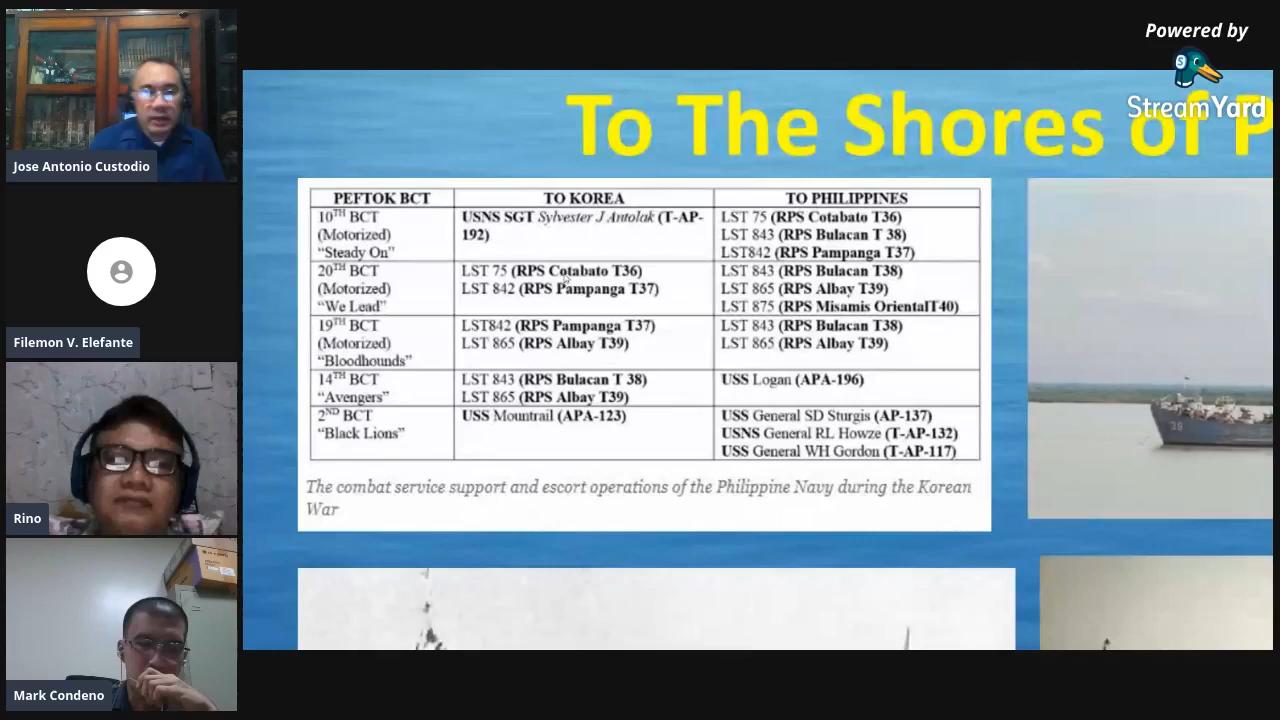 Powered by
StreamYard
To The Shores of P
PEFTOK BCT TO KOREA TO PHILIPPINES
10TH BCT
(Motorized)
"Steady On"
USNS SGT Sylvester J Antolak (T-AP-
192)
LST 75 (RPS Cotabato T36)
LST 843 (RPS Bulacan T 38)
LST842 (RPS Pampanga T37)
20TH BCT
(Motorized)
"We Lead"
LST 75 (RPS Cotabato T36)
LST 842 (RPS Pampanga T37)
LST 843 (RPS Bulacan T38)
LST 865 (RPS Albay T39)
LST 875 (RPS Misamis OrientalT40)
19TH BCT
(Motorized)
"Bloodhounds"
LST842 (RPS Pampanga T37)
LST 865 (RPS Albay T39)
LST 843 (RPS Bulacan T38)
LST 865 (RPS Albay T39)
14TH BCT
"Avengers"
LST 843 (RPS Bulacan T 38)
LST 865 (RPS Albay T39)
USS Logan (APA-196)
2ND BCT
"Black Lions"
USS Mountrail (APA-123)
USS General SD Sturgis (AP-137)
USNS General RL Howze (T-AP-132)
USS General WH Gordon (T-AP-117)
The combat service support and escort operations of the Philippine Navy during the Korean
War
38
Jose Antonio Custodio
Filemon V. Elefante
Rino
Mark Condeno